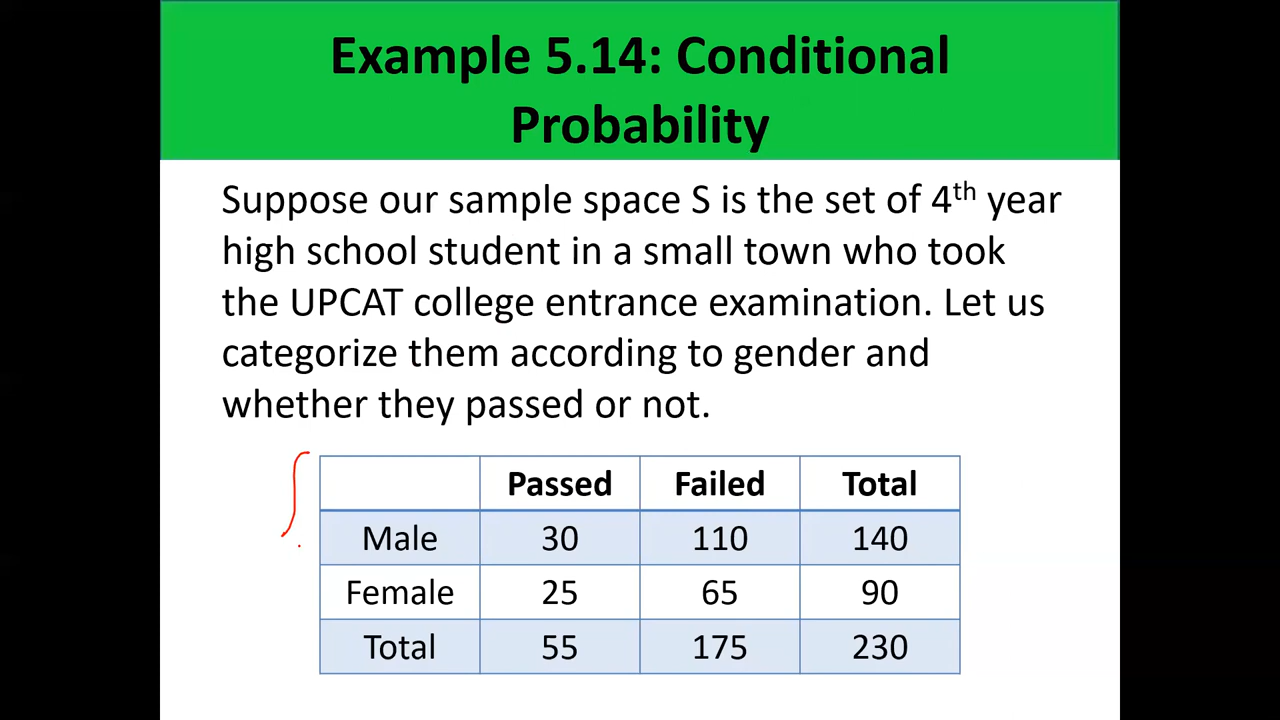 Example 5.14: Conditional
Probability
Suppose our sample space S is the set of 4th year
high school student in a small town who took
the UPCAT college entrance examination. Let us
categorize them according to gender and
whether they passed or not.
Passed Failed Total
Male 30 110 140
Female 25 65 90
Total 55 175 230